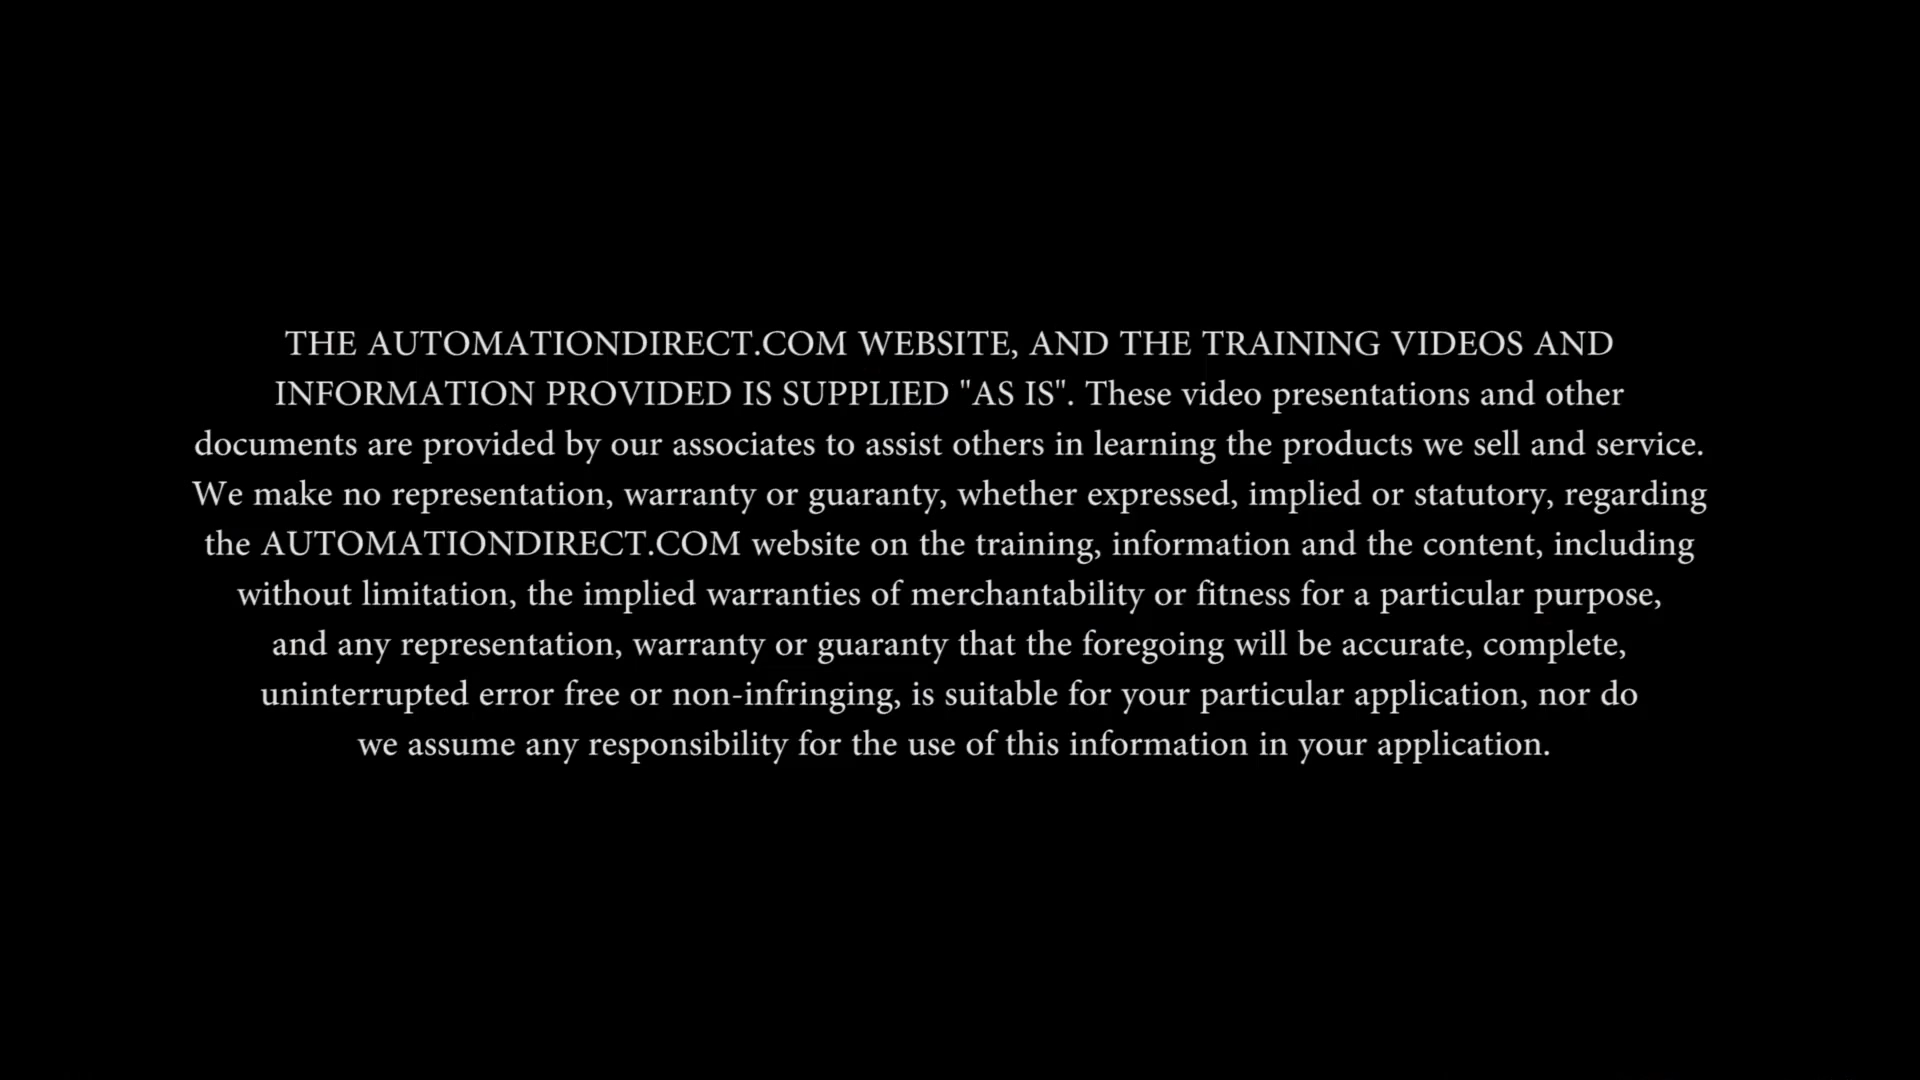 THE AUTOMATIONDIRECT.COM WEBSITE, AND THE TRAINING VIDEOS AND
INFORMATION PROVIDED IS SUPPLIED "AS IS". These video presentations and other
documents are provided by our associates to assist others in learning the products we sell and service.
We make no representation, warranty or guaranty, whether expressed, implied or statutory, regarding
the AUTOMATIONDIRECT.COM website on the training, information and the content, including
without limitation, the implied warranties of merchantability or fitness for a particular purpose,
and any representation, warranty or guaranty that the foregoing will be accurate, complete,
uninterrupted error free or non-infringing, is suitable for your particular application, nor do
we assume any responsibility for the use of this information in your application.